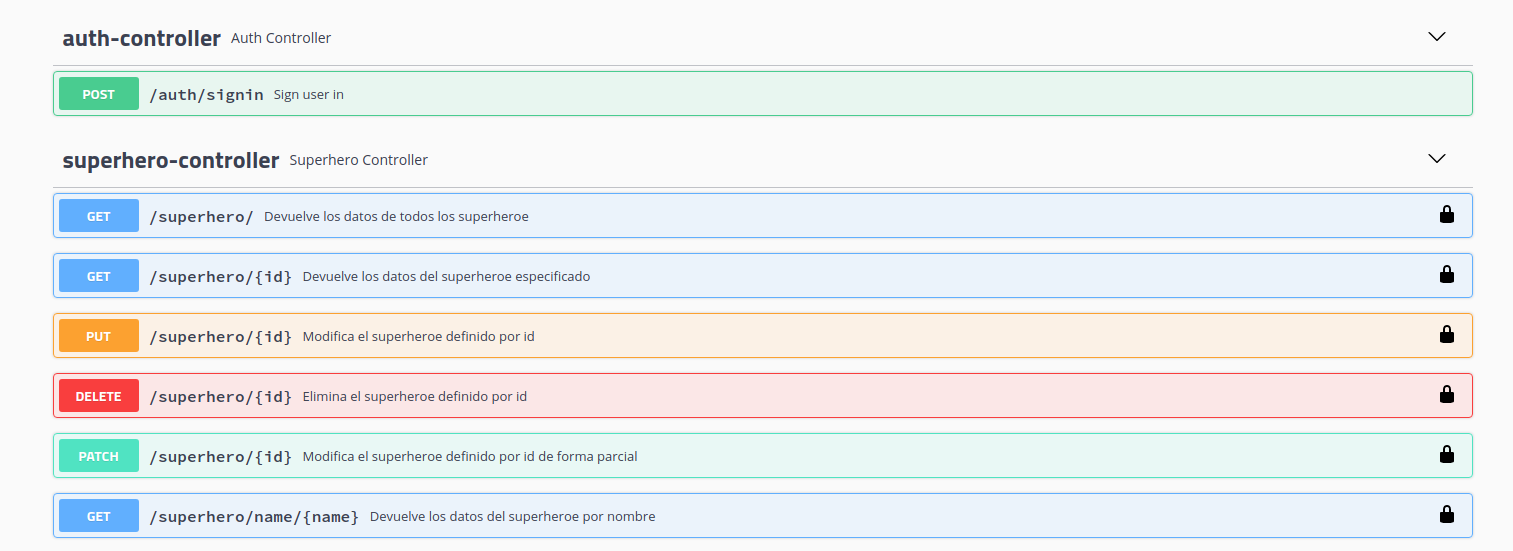 auth-controller Auth Controller
POST /auth/signin Sign user in
superhero-controller Superhero Controller
GET /superhero/ Devuelve los datos de todos los superheroe
GET /superhero/{id} Devuelve los datos del superheroe especificado
PUT /superhero/{id} Modifica el superheroe definido por id
DELETE /superhero/{id} Elimina el superheroe definido por id
PATCH /superhero/{id} Modifica el superheroe definido por id de forma parcial
GET /superhero/name/{name} Devuelve los datos del superheroe por nombre